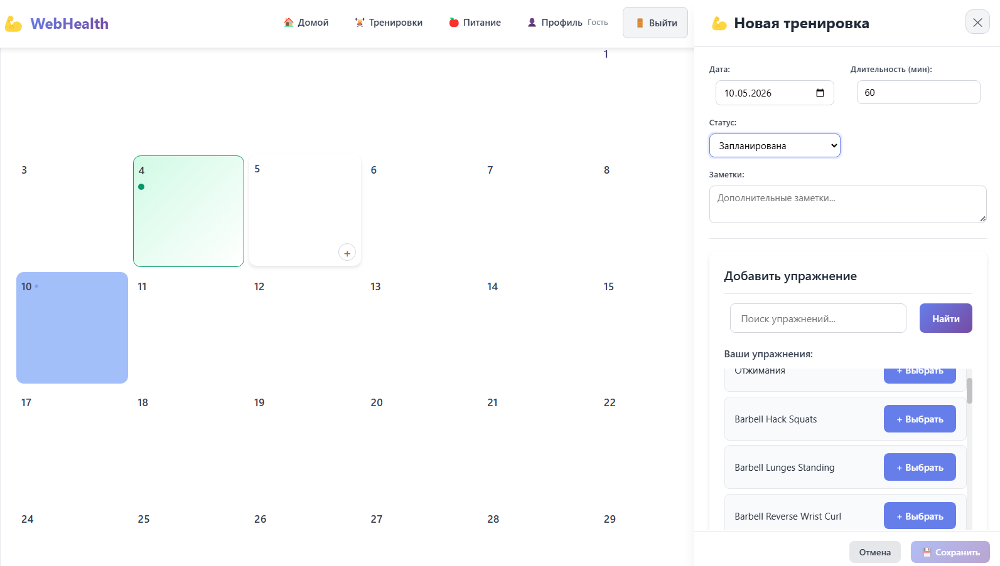 WebHealth
Домой
Тренировки
Питание
Профиль Гость
Выйти
1
3
4
5
6
7
8
+
10
11
12
13
14
15
17
18
19
20
21
22
24
25
26
27
28
29
Новая тренировка
Дата:
Длительность (мин):
10.05.2026
60
Статус:
Запланирована
Заметки:
Дополнительные заметки...
Добавить упражнение
Поиск упражнений...
Найти
Ваши упражнения:
Отжимания
+ Выбрать
Barbell Hack Squats
+ Выбрать
Barbell Lunges Standing
+ Выбрать
Barbell Reverse Wrist Curl
+ Выбрать
Отмена
Сохранить